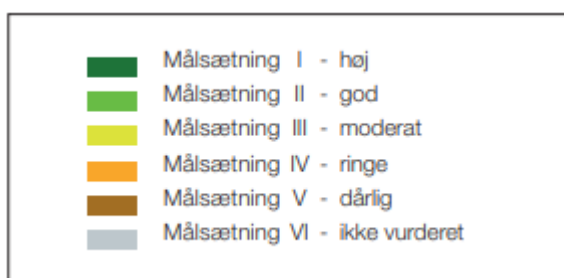 Målsætning I - høj
Målsætning II - god
Målsætning III - moderat
Målsætning IV - ringe
Målsætning V - dårlig
Målsætning VI - ikke vurderet